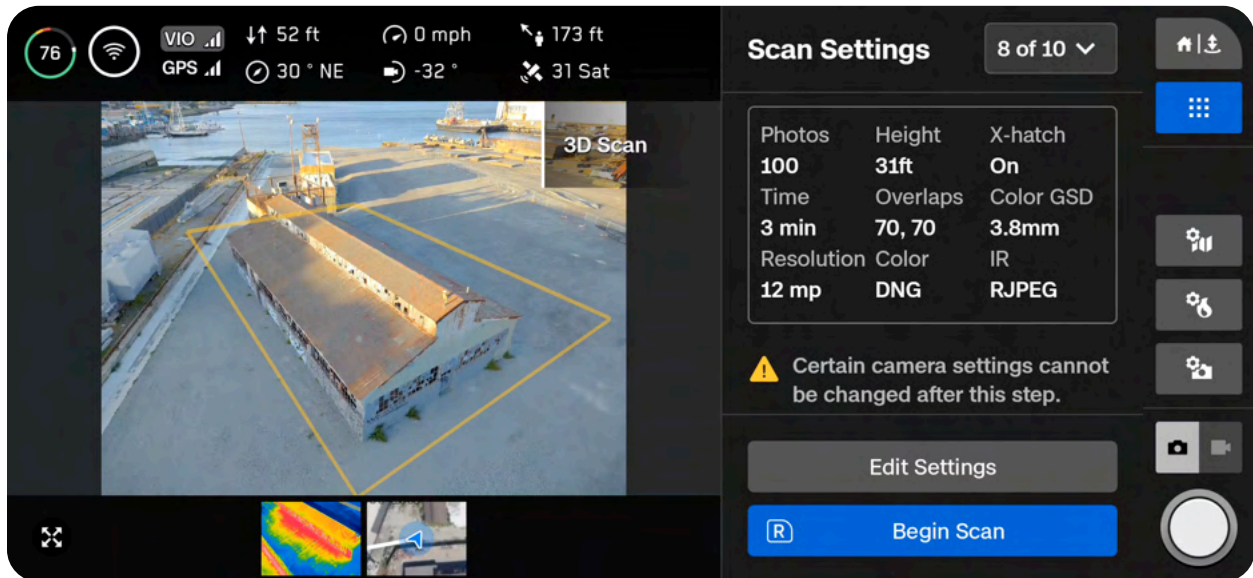 76
VIO
52 ft
0 mph
173 ft
GPS
30 ° NE
-32 °
31 Sat
3D Scan
Scan Settings
8 of 10
Photos Height X-hatch
100 31ft On
Time Overlaps Color GSD
3 min 70, 70 3.8mm
Resolution Color IR
12 mp DNG RJPEG
Certain camera settings cannot
be changed after this step.
Edit Settings
R Begin Scan